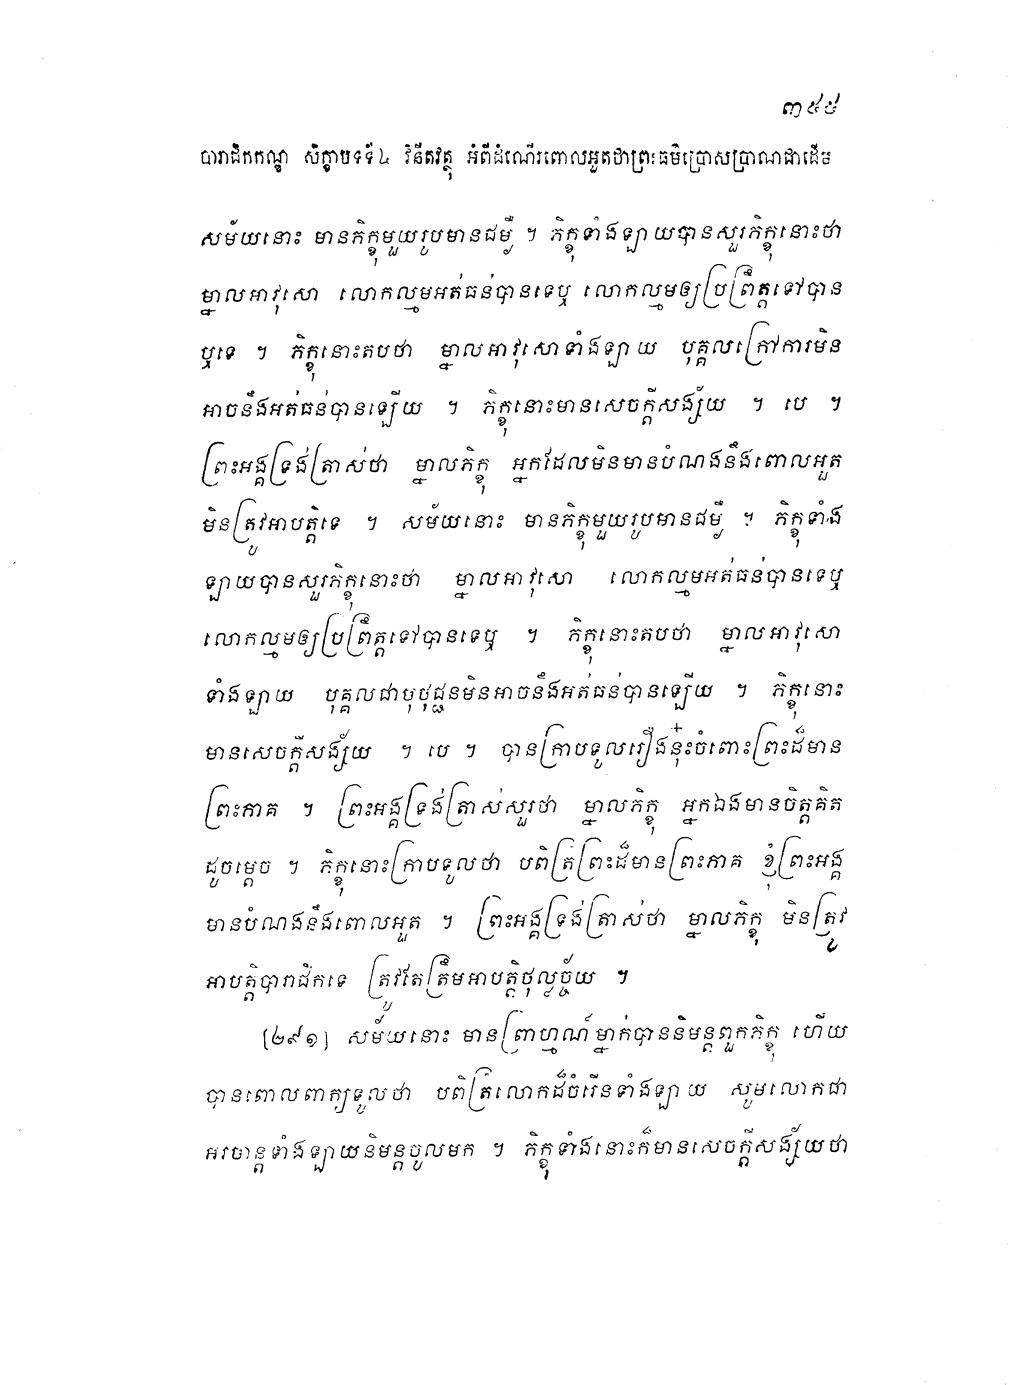 ៣៩៥
បារាជិកកណ្ឌ សិក្ខាបទទី៤ វិនីតវត្ថុ អំពីដំណើរពោលអួតថាព្រះធម៌ប្រោសប្រាណជាដើម
សម័យនោះ មានភិក្ខុមួយរូបមានជម្ងឺ ។ ភិក្ខុទាំងឡាយបានសួរភិក្ខុនោះថា
ម្នាលអាវុសោ លោកល្មមអត់ធន់បានទេឬ លោកល្មមឲ្យប្រព្រឹត្តទៅបាន
ឬទេ ។ ភិក្ខុនោះតបថា ម្នាលអាវុសោទាំងឡាយ បុគ្គលក្រៅការមិន
អាចនឹងអត់ធន់បានឡើយ ។ ភិក្ខុនោះមានសេចក្តីសង្ស័យ ។ បេ ។
ព្រះអង្គទ្រង់ត្រាស់ថា ម្នាលភិក្ខុ អ្នកដែលមិនមានបំណងនឹងពោលអួត
មិនត្រូវអាបត្តិទេ ។ សម័យនោះ មានភិក្ខុមួយរូបមានជម្ងឺ ។ ភិក្ខុទាំង
ឡាយបានសួរភិក្ខុនោះថា ម្នាលអាវុសោ លោកល្មមអត់ធន់បានទេឬ
លោកល្មមឲ្យប្រព្រឹត្តទៅបានទេឬ ។ ភិក្ខុនោះតបថា ម្នាលអាវុសោ
ទាំងឡាយ បុគ្គលជាបុថុជ្ជនមិនអាចនឹងអត់ធន់បានឡើយ ។ ភិក្ខុនោះ
មានសេចក្តីសង្ស័យ ។ បេ ។ បានក្រាបទូលរឿងនុ៎ះចំពោះព្រះដ៏មាន
ព្រះភាគ ។ ព្រះអង្គទ្រង់ត្រាស់សួរថា ម្នាលភិក្ខុ អ្នកឯងមានចិត្តគិត
ដូចម្តេច ។ ភិក្ខុនោះក្រាបទូលថា បពិត្រព្រះដ៏មានព្រះភាគ ខ្ញុំព្រះអង្គ
មានបំណងនឹងពោលអួត ។ ព្រះអង្គទ្រង់ត្រាស់ថា ម្នាលភិក្ខុ មិនត្រូវ
អាបត្តិបារាជិកទេ ត្រូវតែត្រឹមអាបត្តិថុល្លច្ច័យ ។
[២៩១] សម័យនោះ មានព្រាហ្មណ៍ម្នាក់បាននិមន្តពួកភិក្ខុ ហើយ
បានពោលពាក្យទូលថា បពិត្រលោកដ៏ចំរើនទាំងឡាយ សូមលោកជា
អរហន្តទាំងឡាយនិមន្តចូលមក ។ ភិក្ខុទាំងនោះក៏មានសេចក្តីសង្ស័យថា